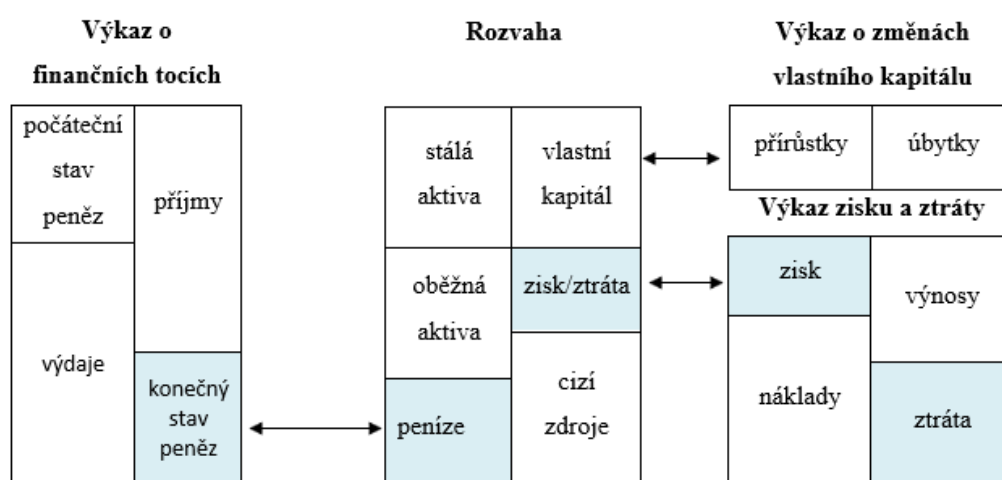 Výkaz o
finančních tocích
počáteční
stav
peněz
příjmy
výdaje
konečný
stav
peněz
Rozvaha
stálá
aktiva
vlastní
kapitál
oběžná
aktiva
zisk/ztráta
peníze
cizí
zdroje
Výkaz o změnách
vlastního kapitálu
přírůstky
úbytky
Výkaz zisku a ztráty
zisk
výnosy
náklady
ztráta